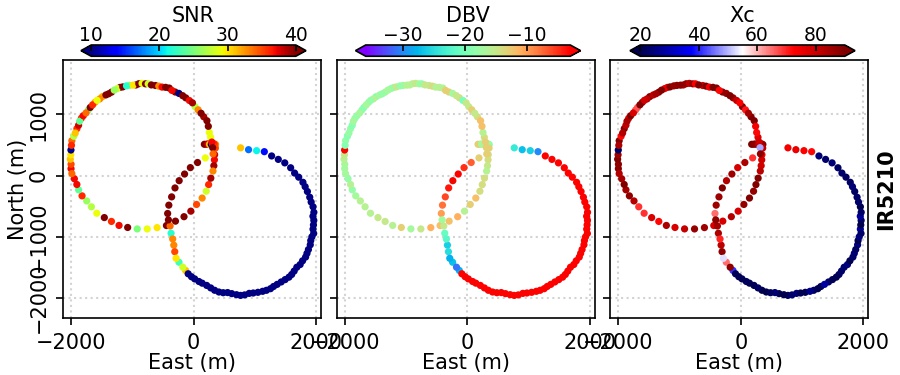 SNR DBV Xc
10 20 30 40 −30 −20 −10 20 40 60 80
1000
0
−1000
−2000
North (m)
IR5210
−2000 0 2000 −2000 0 2000 −2000 0 2000
East (m) East (m) East (m)